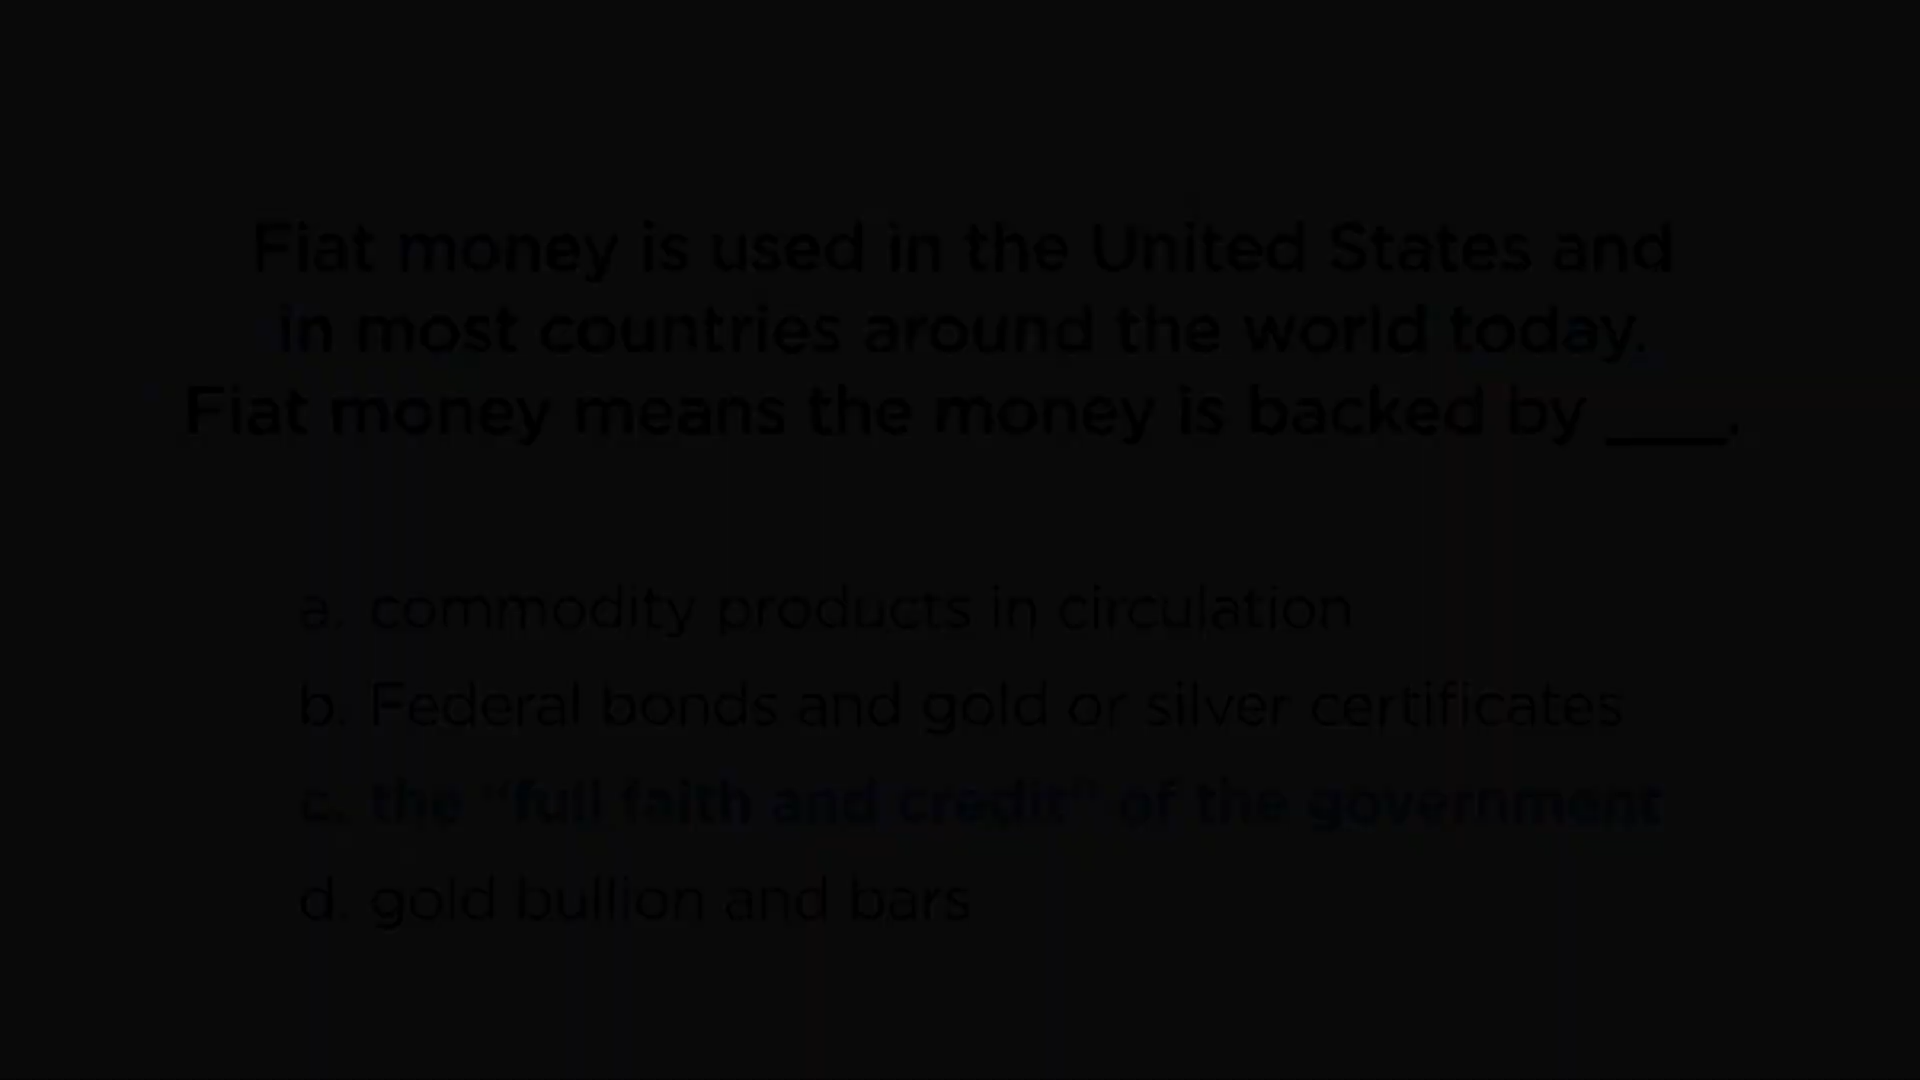 Fiat money is used in the United States and
in most countries around the world today.
Fiat money means the money is backed by ____.
a. commodity products in circulation
b. Federal bonds and gold or silver certificates
c. the “full faith and credit” of the government
d. gold bullion and bars